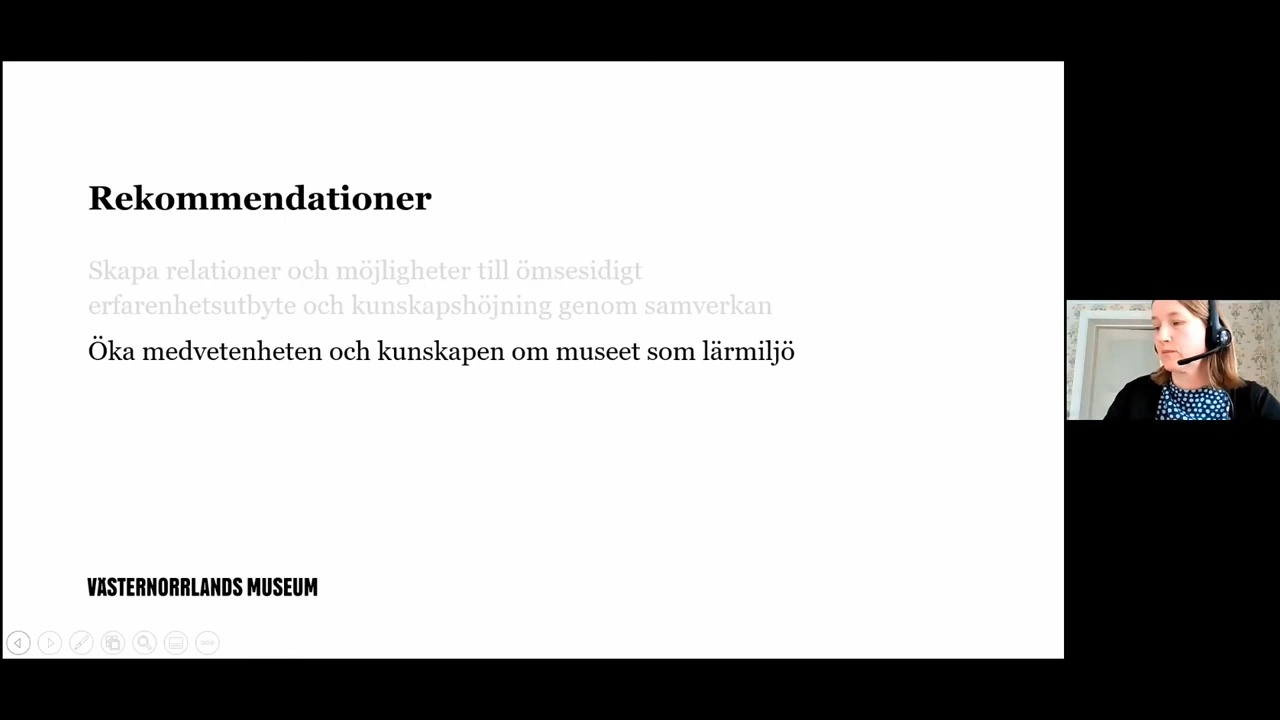 Rekommendationer
Skapa relationer och möjligheter till ömsesidigt
erfarenhetsutbyte och kunskapshöjning genom samverkan
Öka medvetenheten och kunskapen om museet som lärmiljö
VÄSTERNORRLANDS MUSEUM